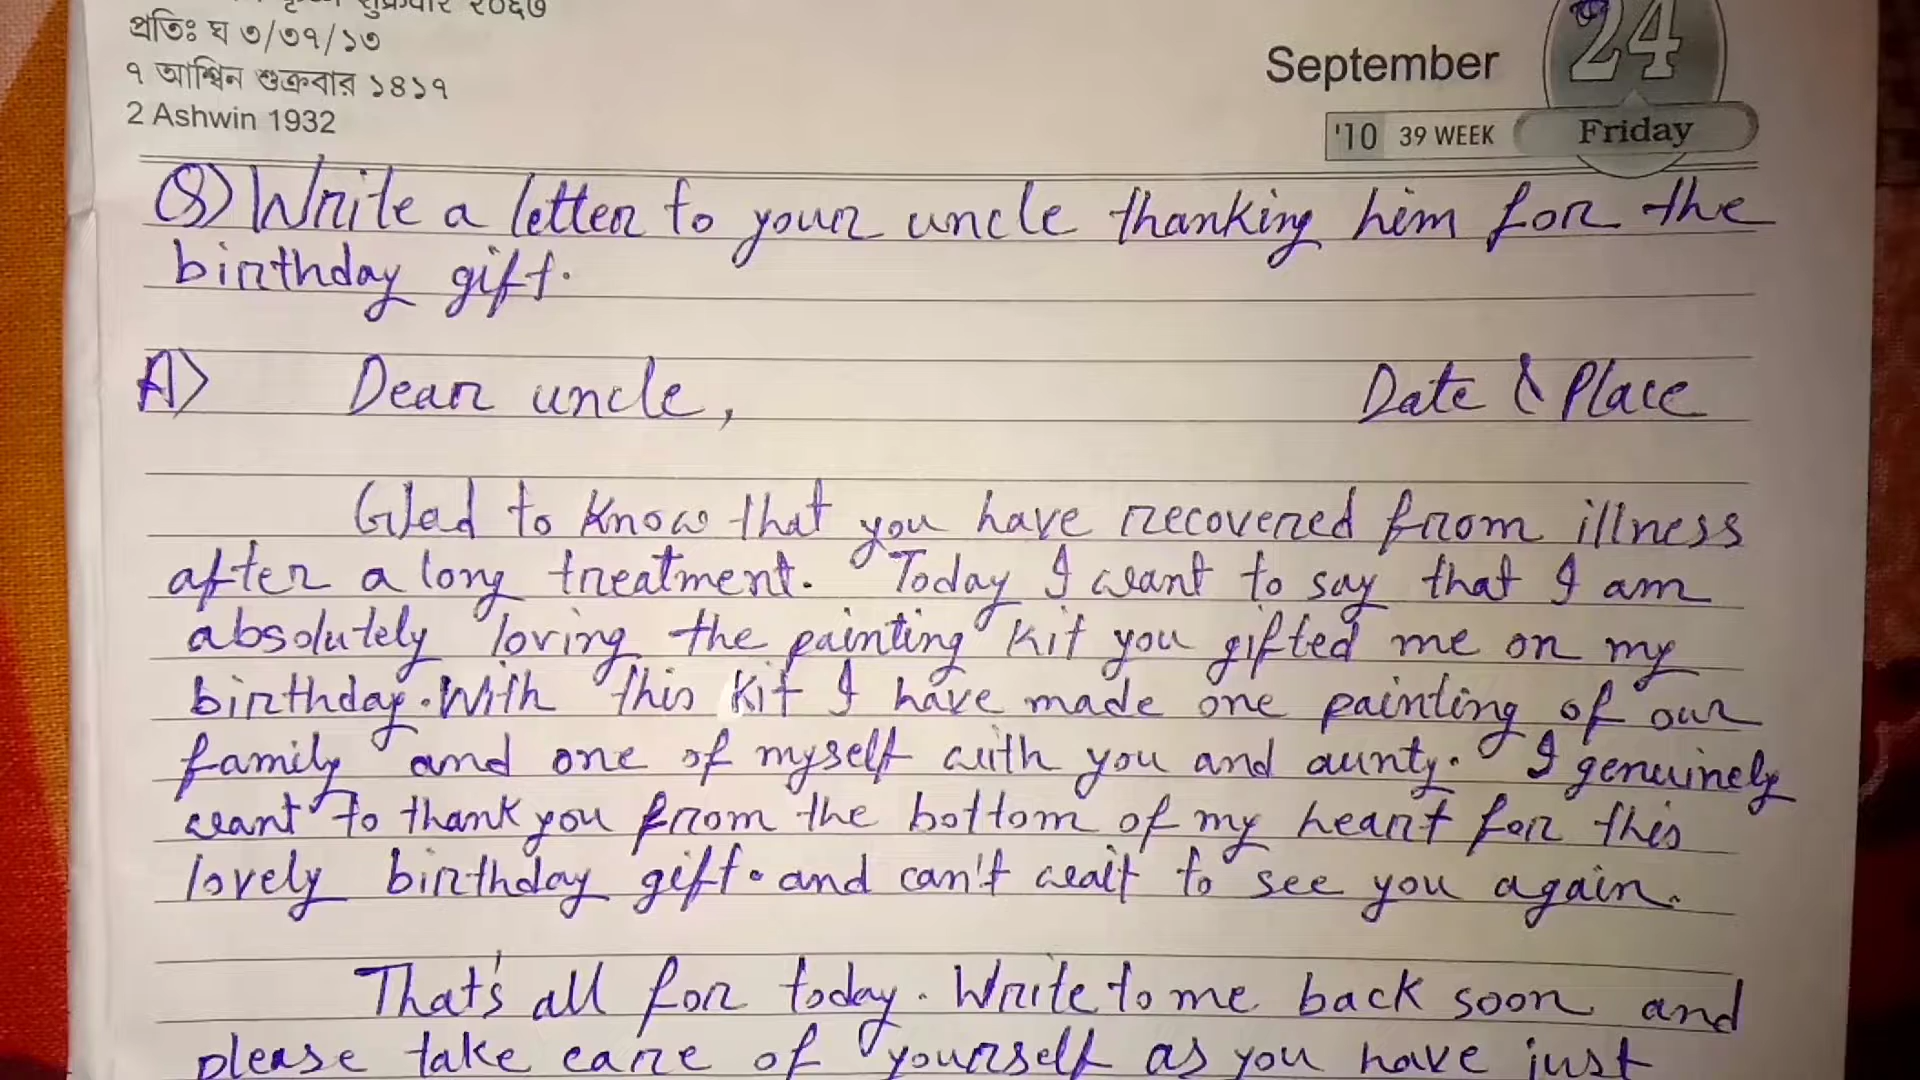 শুক্রবার ২০৬৭
প্রতিঃ ঘ ৩/৩৭/১৩
৭ আশ্বিন শুক্রবার ১৪১৭
2 Ashwin 1932
September
24
'10 39 WEEK
Friday
Q) Write a letter to your uncle thanking him for the
birthday gift.
A) Dear uncle, Date & Place
Glad to know that you have recovered from illness
after a long treatment. Today I want to say that I am
absolutely loving the painting kit you gifted me on my
birthday. With this kit I have made one painting of our
family and one of myself with you and aunty. I genuinely
want to thank you from the bottom of my heart for this
lovely birthday gift. and can't wait to see you again.
That's all for today. Write to me back soon and
please take care of yourself as you have just